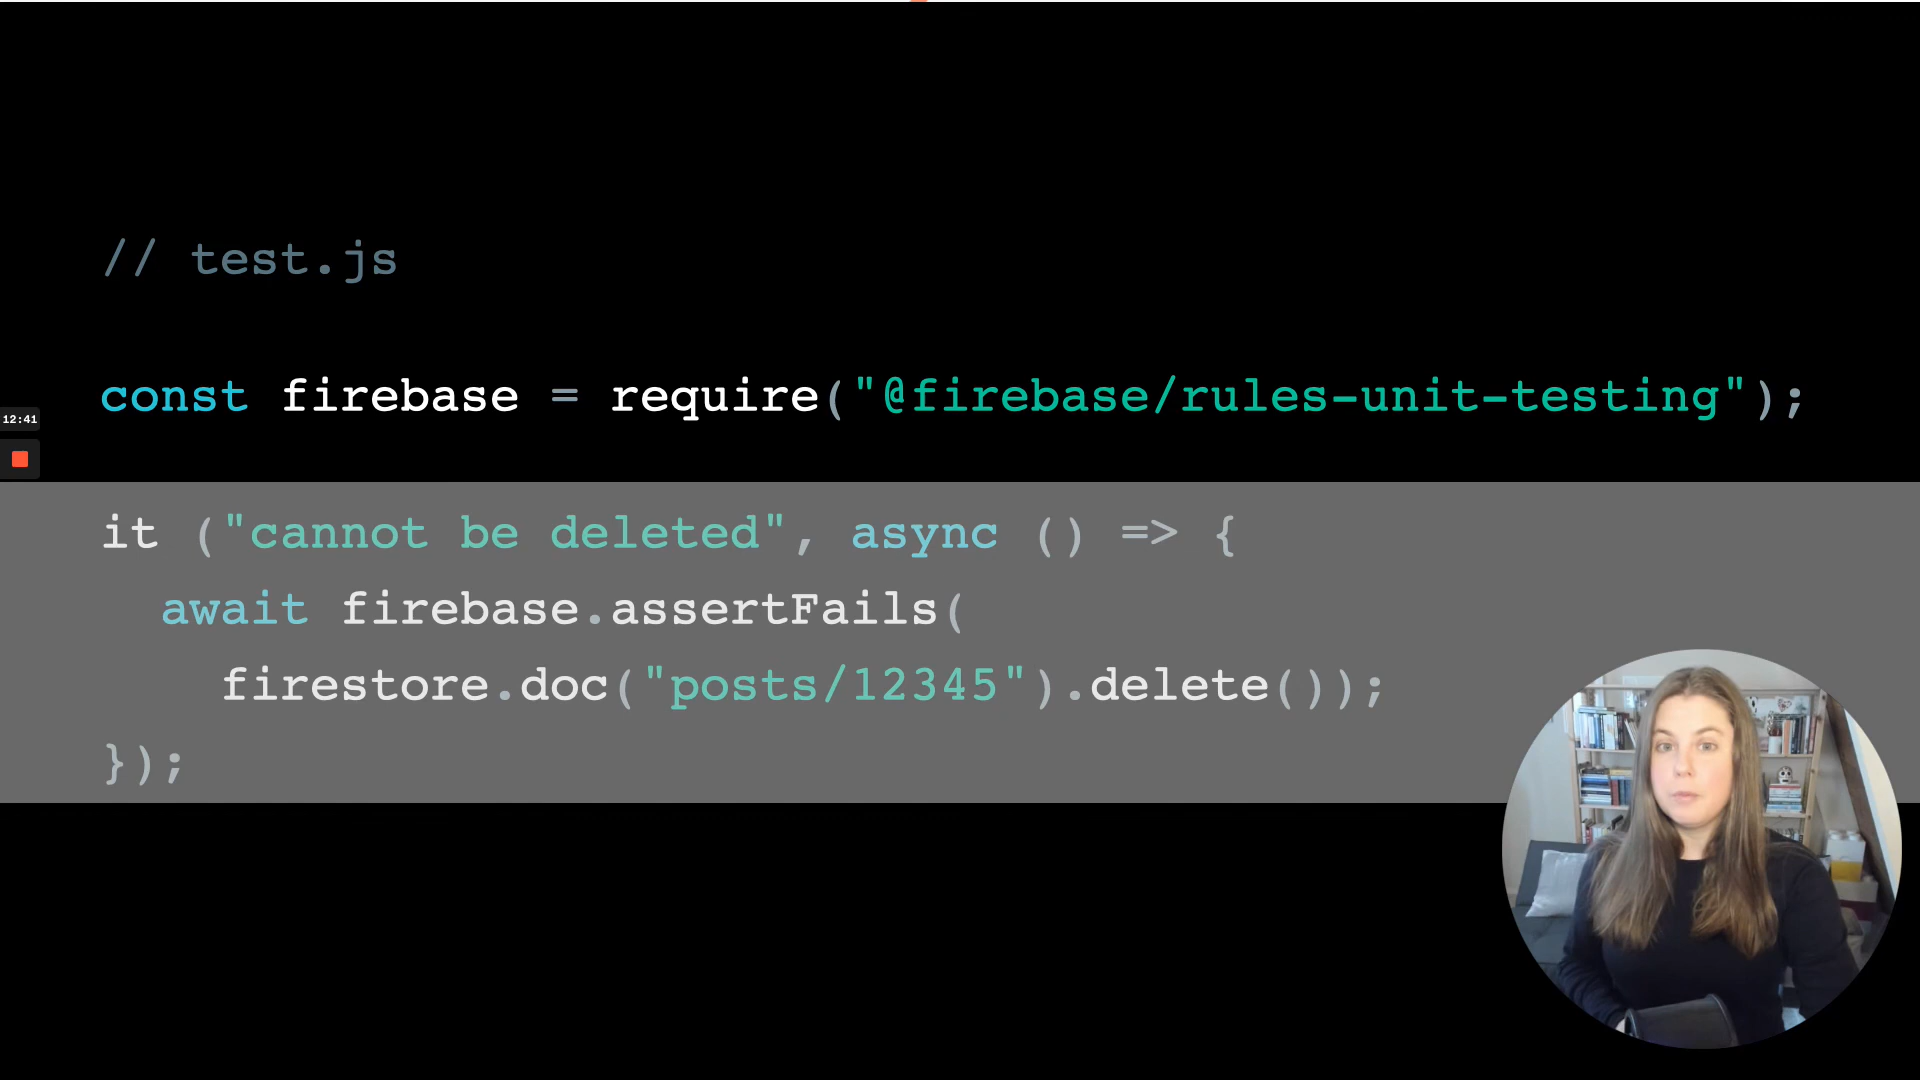 // test.js
const firebase = require("@firebase/rules-unit-testing");
12:41
it ("cannot be deleted", async () => {
await firebase.assertFails(
firestore.doc("posts/12345").delete());
});